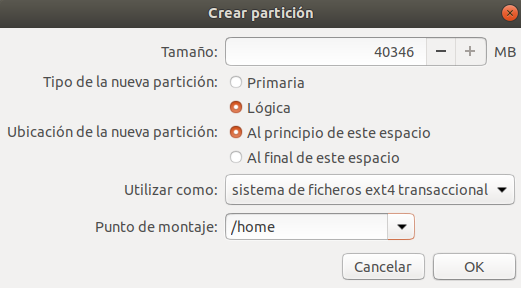 Crear partición
Tamaño: 40346 MB
Tipo de la nueva partición: Primaria
Lógica
Ubicación de la nueva partición: Al principio de este espacio
Al final de este espacio
Utilizar como: sistema de ficheros ext4 transaccional
Punto de montaje: /home
Cancelar OK